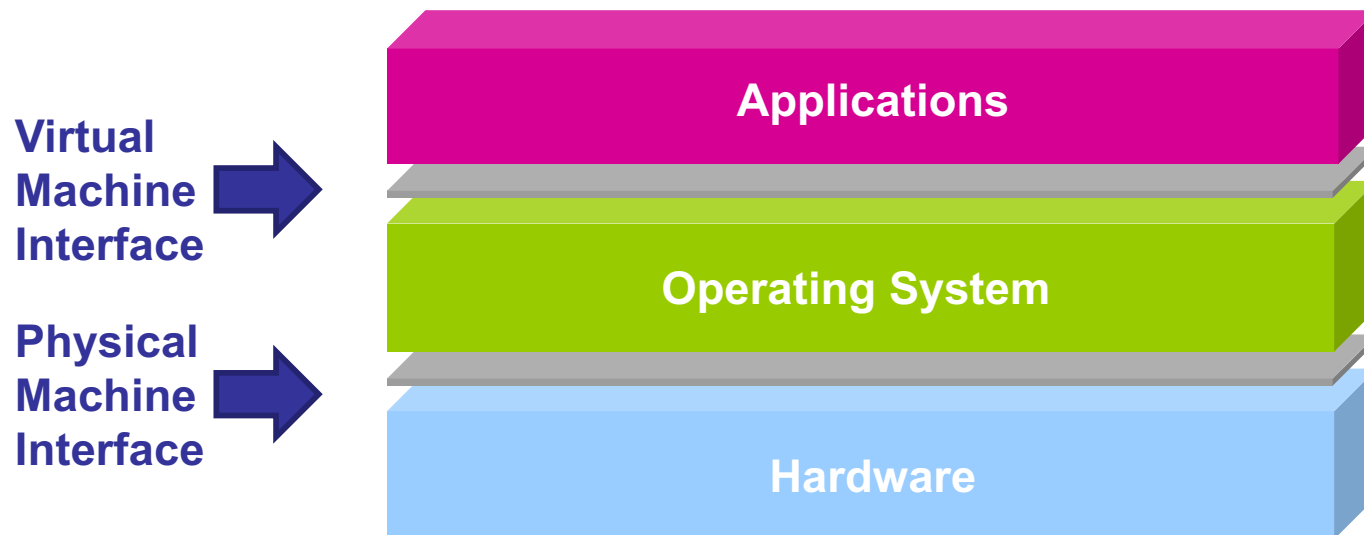 Applications
Virtual
Machine
Interface
Operating System
Physical
Machine
Interface
Hardware